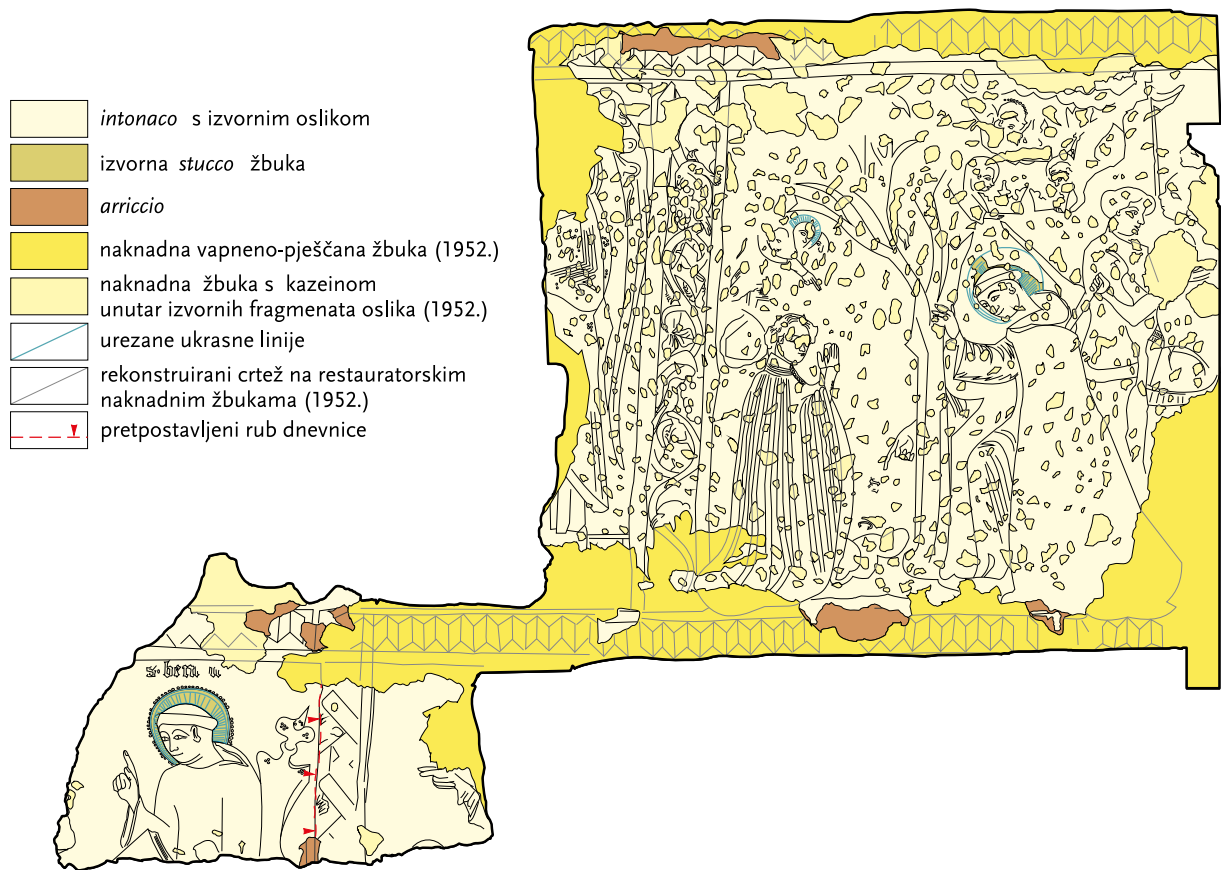 intonaco s izvornim oslikom
izvorna stucco žbuka
arriccio
naknadna vapneno-pješčana žbuka (1952.)
naknadna žbuka s kazeinom
unutar izvornih fragmenata oslika (1952.)
urezane ukrasne linije
rekonstruirani crtež na restauratorskim
naknadnim žbukama (1952.)
pretpostavljeni rub dnevnice